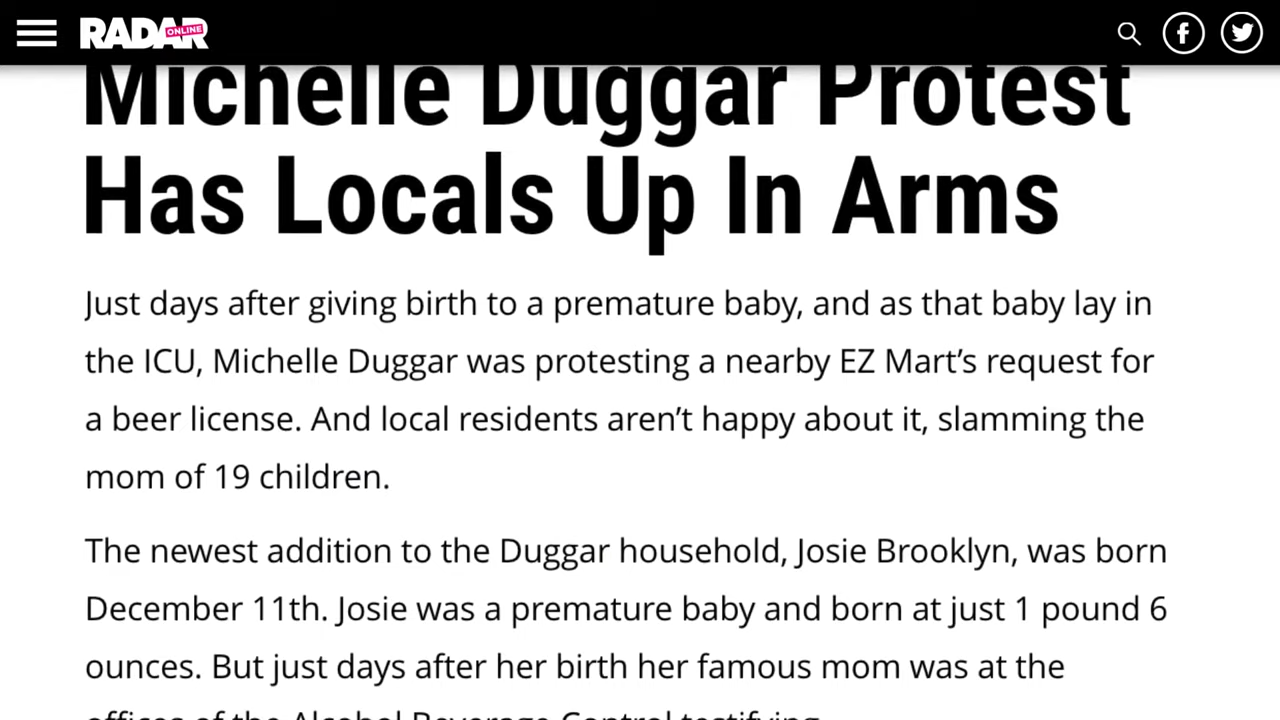 RADAR ONLINE
Michelle Duggar Protest
Has Locals Up In Arms
Just days after giving birth to a premature baby, and as that baby lay in
the ICU, Michelle Duggar was protesting a nearby EZ Mart’s request for
a beer license. And local residents aren’t happy about it, slamming the
mom of 19 children.
The newest addition to the Duggar household, Josie Brooklyn, was born
December 11th. Josie was a premature baby and born at just 1 pound 6
ounces. But just days after her birth her famous mom was at the
offices of the Alcohol Beverage Control testifying